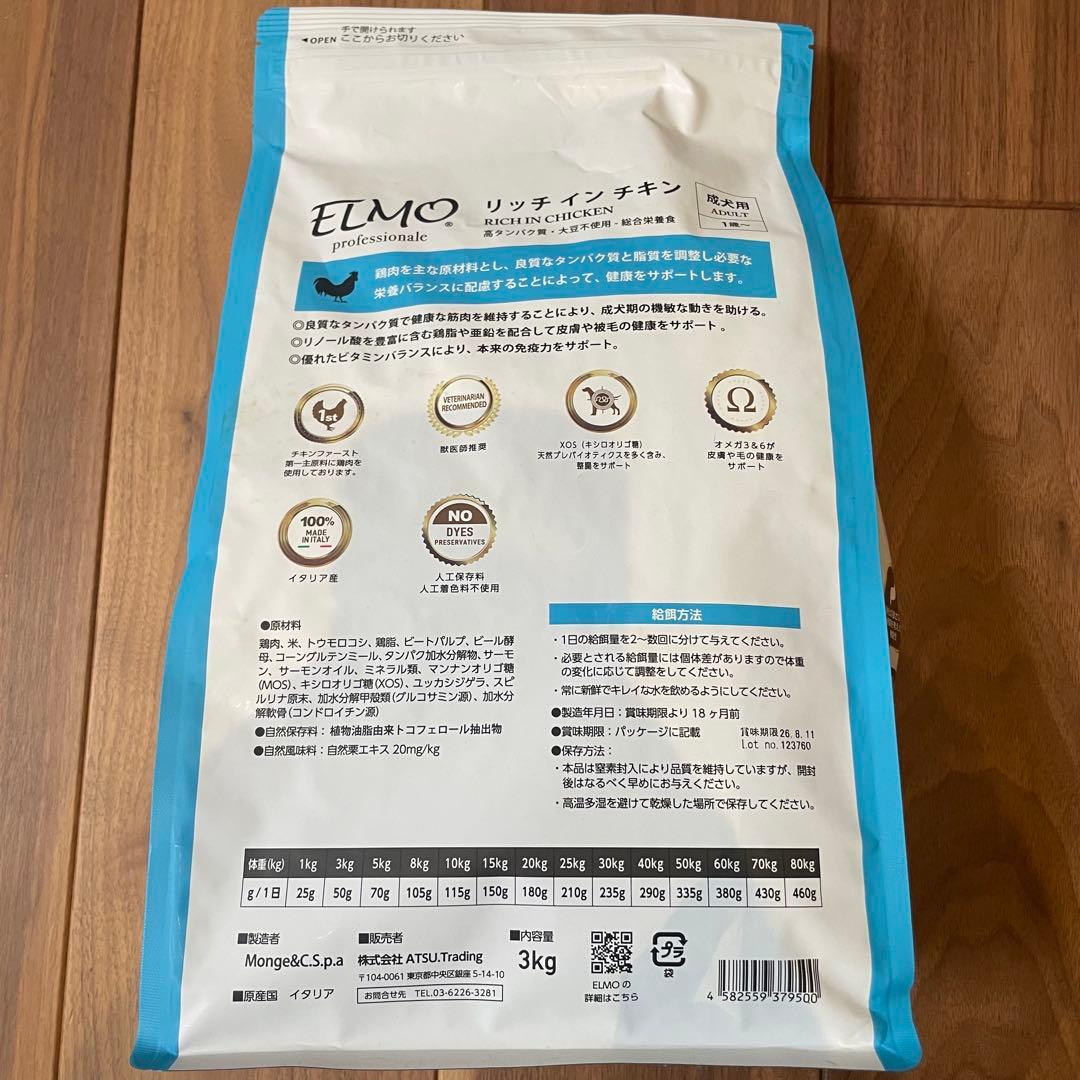 手で開けられます
◄OPEN ここからお切りください
ELMO®
professionale
リッチ イン チキン
RICH IN CHICKEN
高タンパク質・大豆不使用 - 総合栄養食
成犬用
ADULT
1歳～
鶏肉を主な原材料とし、良質なタンパク質と脂質を調整し必要な
栄養バランスに配慮することによって、健康をサポートします。
◎良質なタンパク質で健康な筋肉を維持することにより、成犬期の機敏な動きを助ける。
◎リノール酸を豊富に含む鶏脂や亜鉛を配合して皮膚や被毛の健康をサポート。
◎優れたビタミンバランスにより、本来の免疫力をサポート。
1st
チキンファースト
第一主原料に鶏肉を
使用しております。
VETERINARIAN
RECOMMENDED
獣医師推奨
XOS（キシロオリゴ糖）
天然プレバイオティクスを多く含み、
整腸をサポート
Ω
オメガ3＆6が
皮膚や毛の健康を
サポート
100%
MADE
IN ITALY
イタリア産
NO
DYES
PRESERVATIVES
人工保存料
人工着色料不使用
●原材料
鶏肉、米、トウモロコシ、鶏脂、ビートパルプ、ビール酵
母、コーングルテンミール、タンパク加水分解物、サーモ
ン、サーモンオイル、ミネラル類、マンナンオリゴ糖
(MOS)、キシロオリゴ糖(XOS)、ユッカシジゲラ、スピ
ルリナ原末、加水分解甲殻類(グルコサミン源)、加水分
解軟骨(コンドロイチン源)
●自然保存料：植物油脂由来トコフェロール抽出物
●自然風味料：自然栗エキス 20mg/kg
給餌方法
・1日の給餌量を2～数回に分けて与えてください。
・必要とされる給餌量には個体差がありますので体重
の変化に応じて調整をしてください。
・常に新鮮でキレイな水を飲めるようにしてください。
●製造年月日：賞味期限より 18 ヶ月前
●賞味期限：パッケージに記載
賞味期限26.8.11
Lot no.123760
●保存方法：
・本品は窒素封入により品質を維持していますが、開封
後はなるべく早めにお与えください。
・高温多湿を避けて乾燥した場所で保存してください。
体重(kg) 1kg 3kg 5kg 8kg 10kg 15kg 20kg 25kg 30kg 40kg 50kg 60kg 70kg 80kg
g/1日 25g 50g 70g 105g 115g 150g 180g 210g 235g 290g 335g 380g 430g 460g
■製造者
Monge&C.S.p.a
■原産国 イタリア
■販売者
株式会社 ATSU.Trading
〒104-0061 東京都中央区銀座 5-14-10
お問合せ先 TEL.03-6226-3281
■内容量
3kg
ELMO の
詳細はこちら
プラ
袋
4 582559 379500